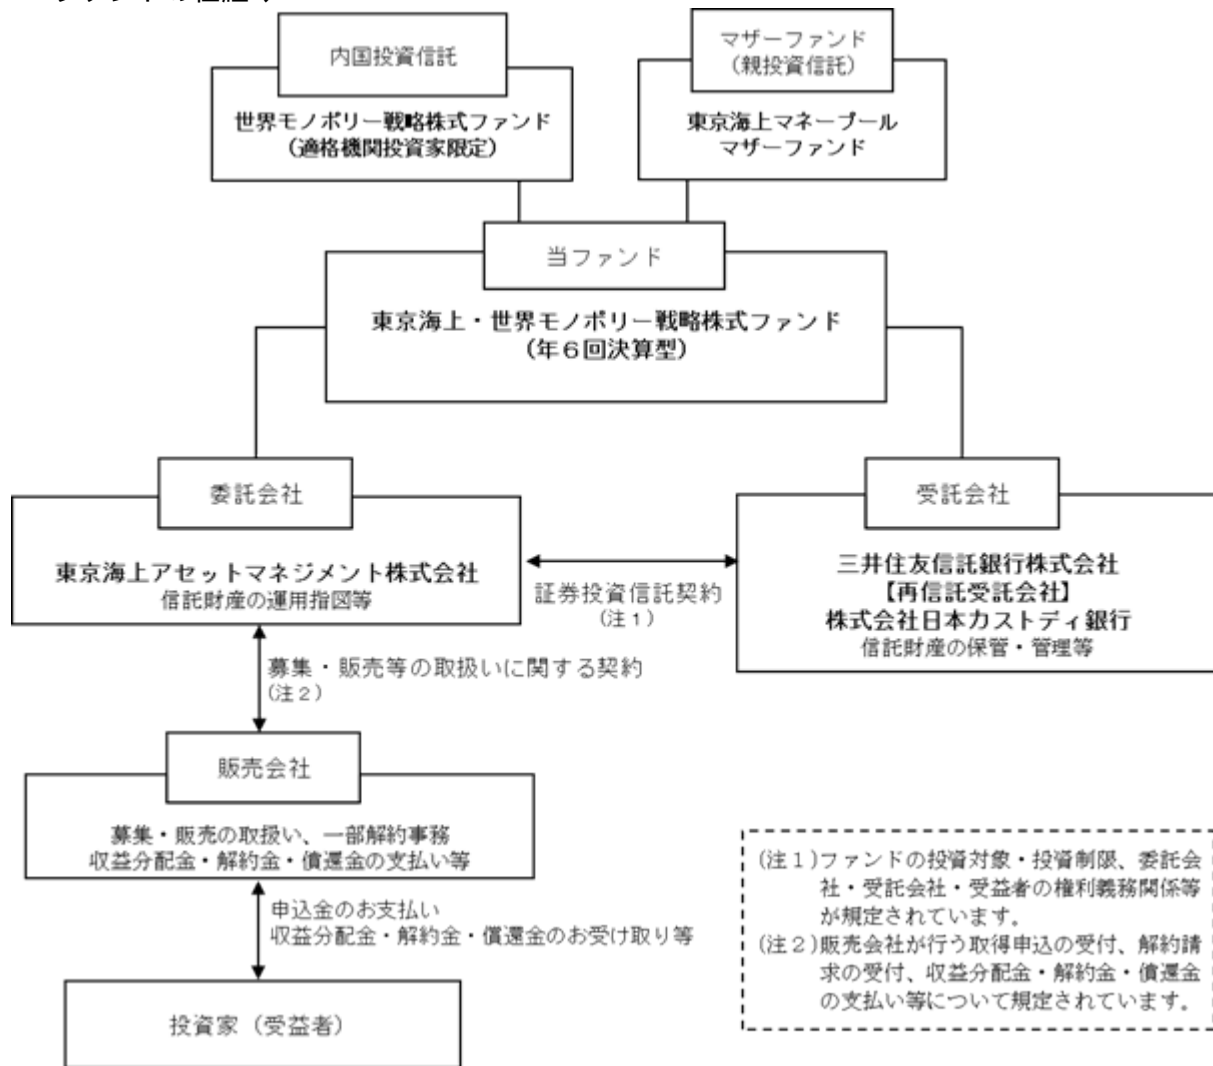 内国投資信託
世界モノポリー戦略株式ファンド
(適格機関投資家限定)
マザーファンド
(親投資信託)
東京海上マネープール
マザーファンド
当ファンド
東京海上・世界モノポリー戦略株式ファンド
(年６回決算型)
委託会社
東京海上アセットマネジメント株式会社
信託財産の運用指図等
証券投資信託契約
(注１)
受託会社
三井住友信託銀行株式会社
【再信託受託会社】
株式会社日本カストディ銀行
信託財産の保管・管理等
募集・販売等の取扱いに関する契約
(注２)
販売会社
募集・販売の取扱い、一部解約事務
収益分配金・解約金・償還金の支払い等
申込金のお支払い
収益分配金・解約金・償還金のお受け取り等
投資家（受益者）
(注１)ファンドの投資対象・投資制限、委託会
社・受託会社・受益者の権利義務関係等
が規定されています。
(注２)販売会社が行う取得申込の受付、解約請
求の受付、収益分配金・解約金・償還金
の支払い等について規定されています。